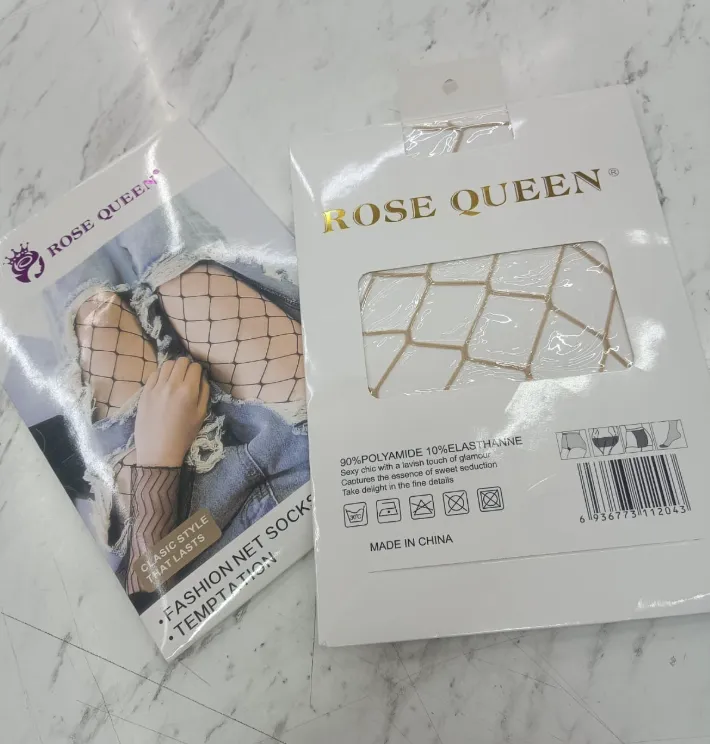 ROSE QUEEN
CLASIC STYLE
THAT LASTS
•FASHION NET SOCKS
•TEMPTATION
ROSE QUEEN®
90%POLYAMIDE 10%ELASTHANNE
Sexy chic with a lavish touch of glamour
Captures the essence of sweet seduction
Take delight in the fine details
MADE IN CHINA
6 936773 112043